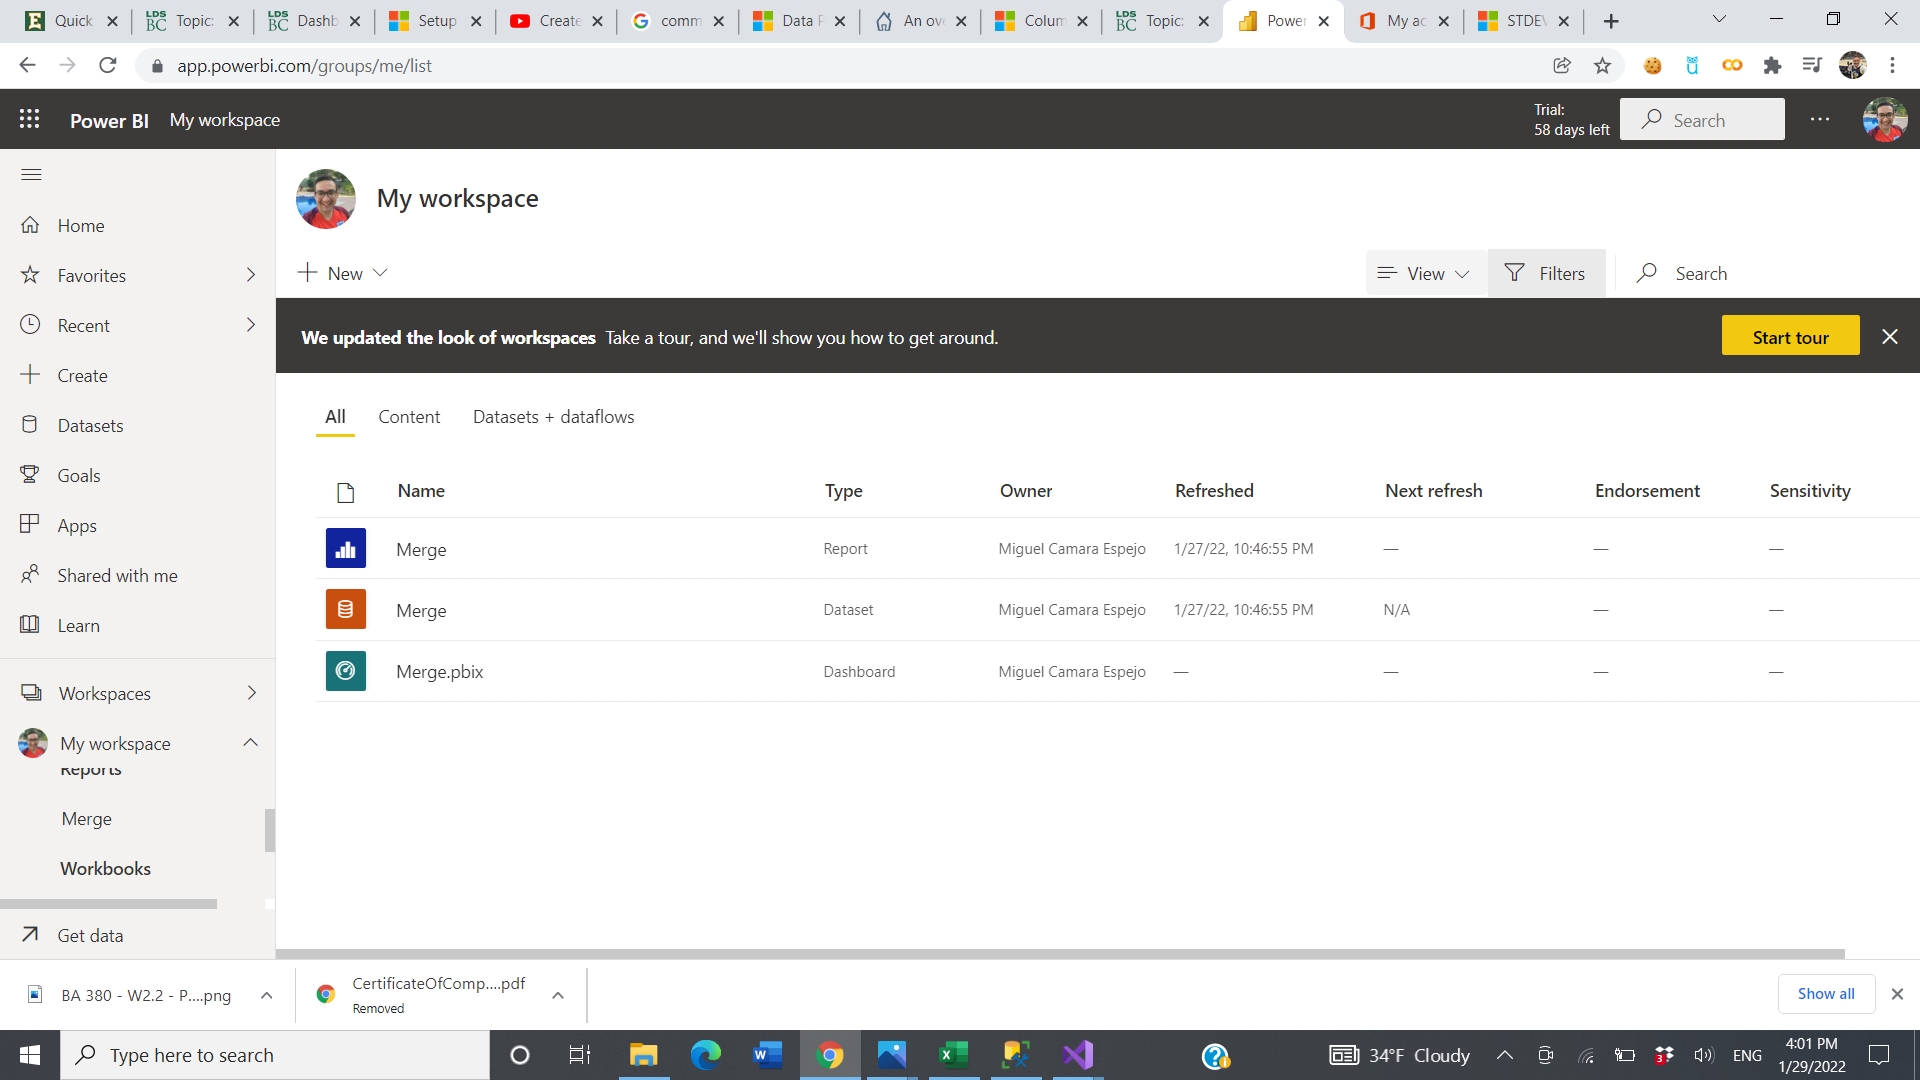 Quick
Topic:
Dashb
Setup
Create
comm
Data F
An ove
Colum
Topic:
Power
My ac
STDEV
app.powerbi.com/groups/me/list
Power BI
My workspace
Trial:
58 days left
Search
My workspace
Home
Favorites
Recent
Create
Datasets
Goals
Apps
Shared with me
Learn
Workspaces
My workspace
Reports
Merge
Workbooks
Get data
New
View
Filters
Search
We updated the look of workspaces Take a tour, and we'll show you how to get around.
Start tour
All
Content
Datasets + dataflows
Name Type Owner Refreshed Next refresh Endorsement Sensitivity
Merge Report Miguel Camara Espejo 1/27/22, 10:46:55 PM — — —
Merge Dataset Miguel Camara Espejo 1/27/22, 10:46:55 PM N/A — —
Merge.pbix Dashboard Miguel Camara Espejo — — — —
BA 380 - W2.2 - P....png
CertificateOfComp....pdf
Removed
Show all
Type here to search
34°F Cloudy
ENG
4:01 PM
1/29/2022